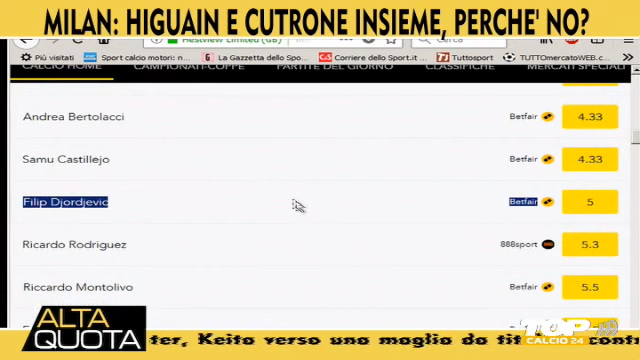 MILAN: HIGUAIN E CUTRONE INSIEME, PERCHE' NO?
Bestview Limited (GB)
Cerca
Più visitati
Sport calcio motori: n...
La Gazzetta dello Spo...
Corriere dello Sport.it ...
Tuttosport
TUTTOmercatoWEB.c...
CALCIO HOME
CAMPIONATI-COPPE
PARTITE DEL GIORNO
CLASSIFICHE
MERCATI SPECIALI
Andrea Bertolacci Betfair 4.33
Samu Castillejo Betfair 4.33
Filip Djordjevic Betfair 5
Ricardo Rodriguez 888sport 5.3
Riccardo Montolivo Betfair 5.5
ALTA
QUOTA
TOP
CALCIO 24
ter, Keita verso una maglia da tit